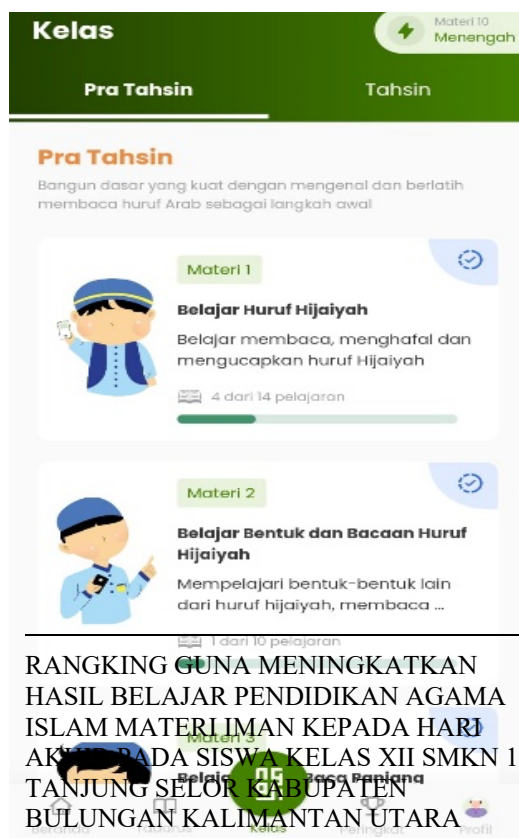 Kelas
Materi 10
Menengah
Pra Tahsin
Tahsin
Pra Tahsin
Bangun dasar yang kuat dengan mengenal dan berlatih
membaca huruf Arab sebagai langkah awal
Materi 1
Belajar Huruf Hijaiyah
Belajar membaca, menghafal dan
mengucapkan huruf Hijaiyah
4 dari 14 pelajaran
Materi 2
Belajar Bentuk dan Bacaan Huruf
Hijaiyah
Mempelajari bentuk-bentuk lain
dari huruf hijaiyah, membaca ...
1 dari 10 pelajaran
RANGKING GUNA MENINGKATKAN
HASIL BELAJAR PENDIDIKAN AGAMA
ISLAM MATERI IMAN KEPADA HARI
Materi 3
AKHIR PADA SISWA KELAS XII SMKN 1
Baca Panjang
TANJUNG SELOR KABUPATEN
BULUNGAN KALIMANTAN UTARA
Beranda
Kelas
Peringkat
Profil